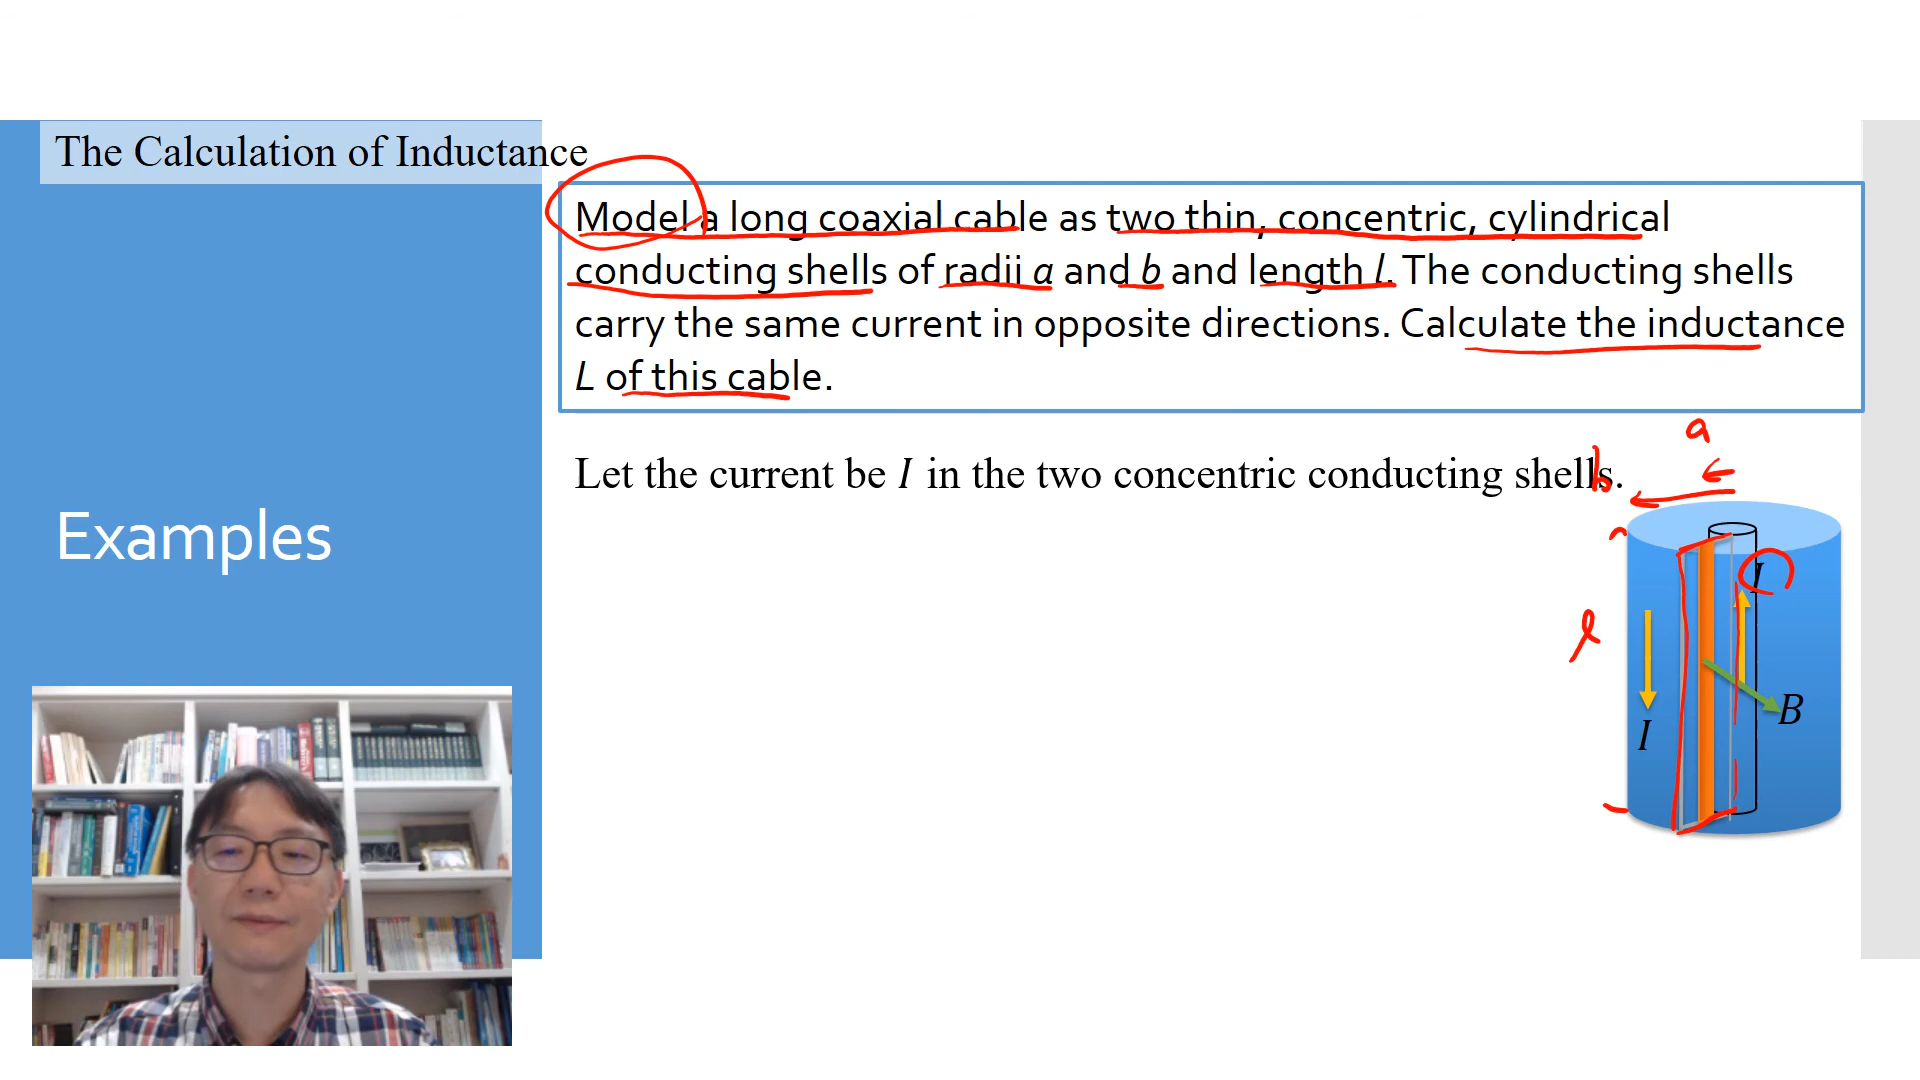 The Calculation of Inductance
Model a long coaxial cable as two thin, concentric, cylindrical
conducting shells of radii a and b and length l. The conducting shells
carry the same current in opposite directions. Calculate the inductance
L of this cable.
a
Let the current be I in the two concentric conducting shells.
b
Examples
I
l
B
I